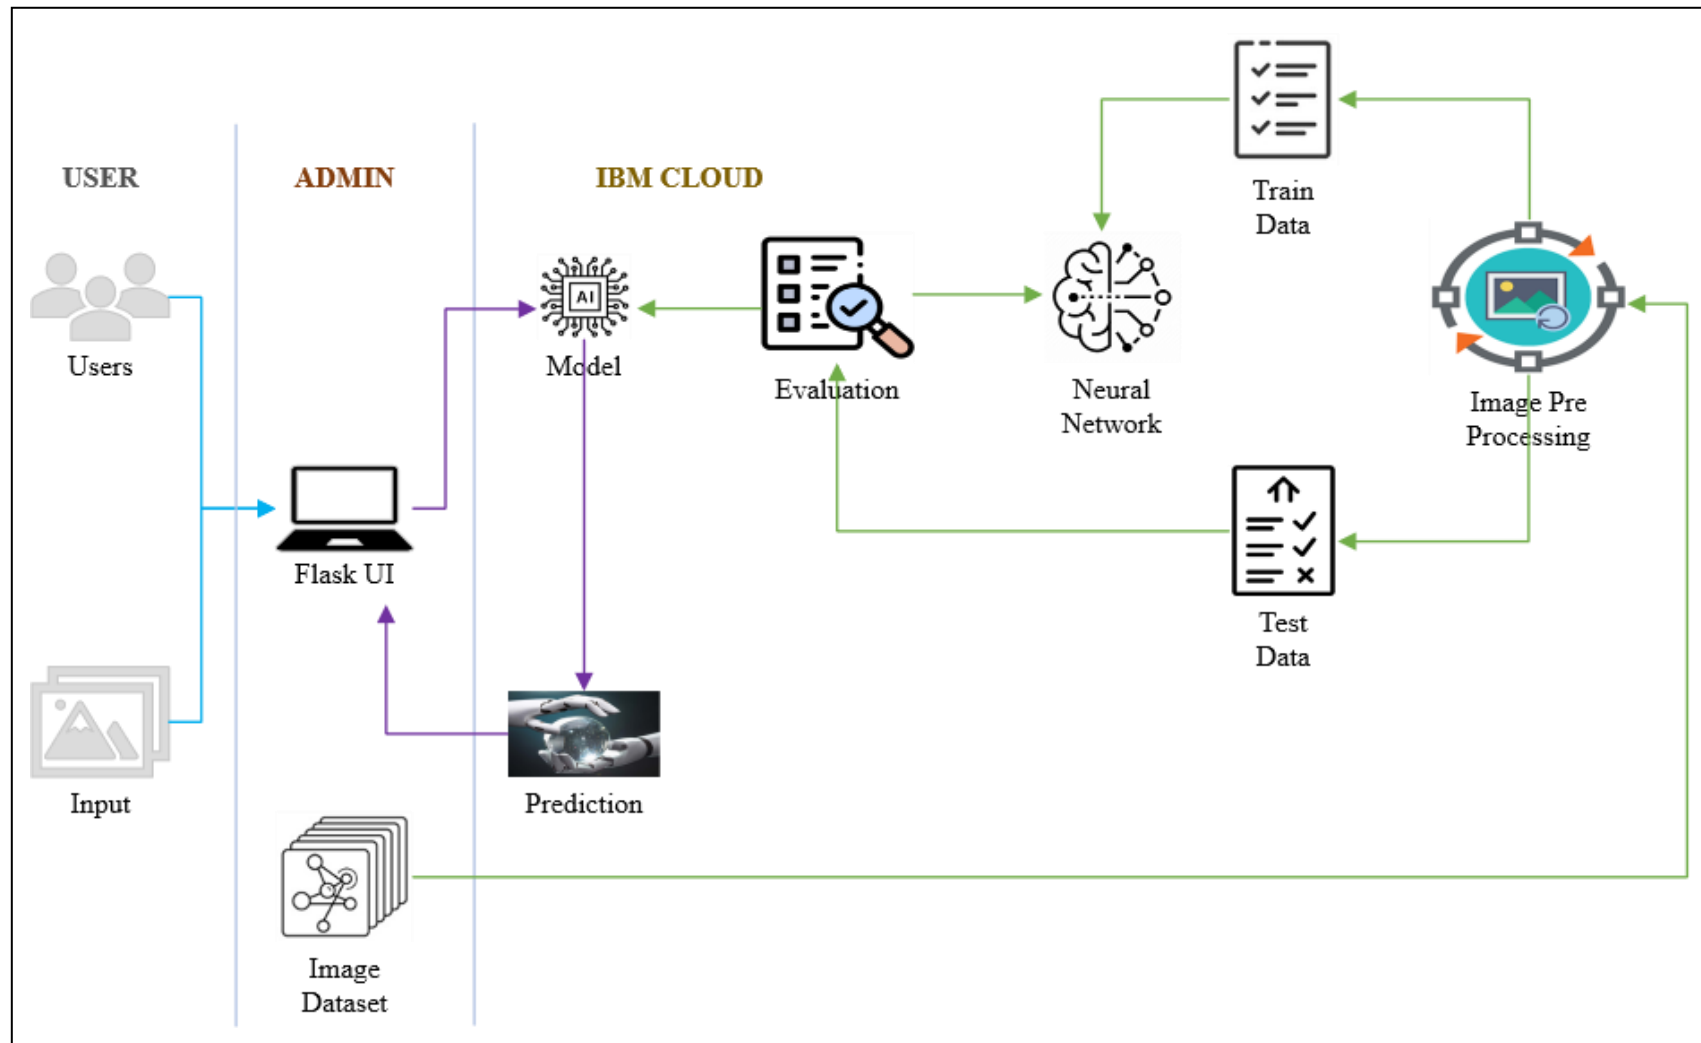 USER
ADMIN
IBM CLOUD
Train
Data
Users
Model
AI
Evaluation
Neural
Network
Image Pre
Processing
Flask UI
Test
Data
Input
Prediction
Image
Dataset